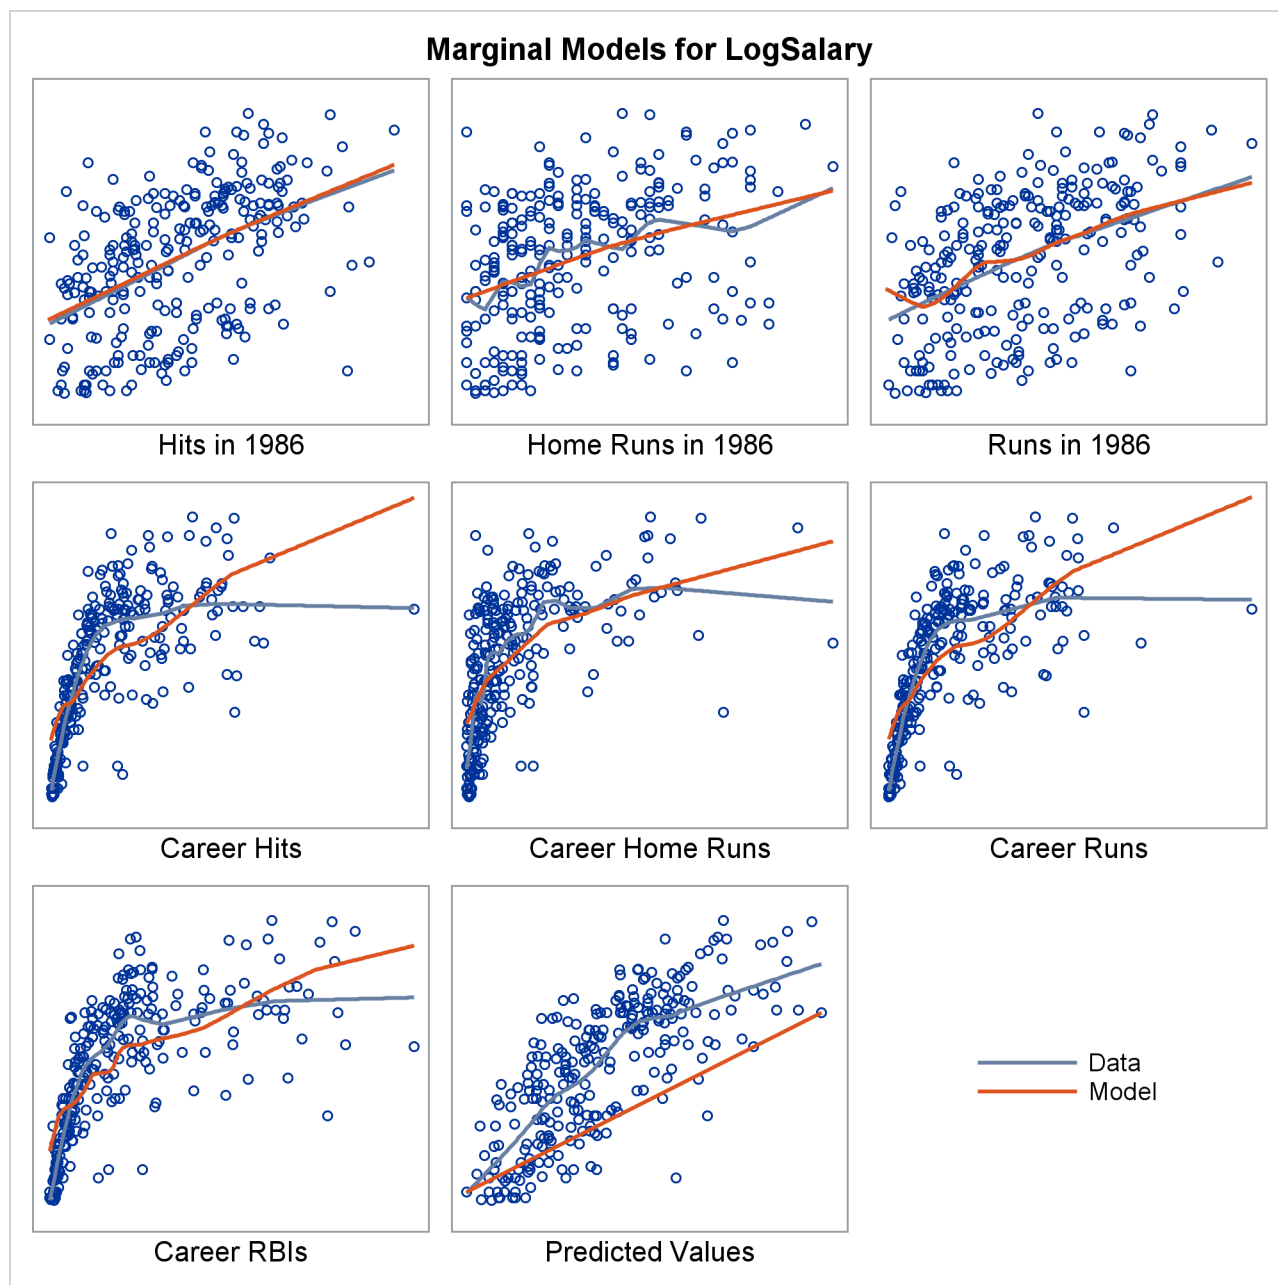 Marginal Models for LogSalary
Hits in 1986
Home Runs in 1986
Runs in 1986
Career Hits
Career Home Runs
Career Runs
Career RBIs
Predicted Values
Data
Model